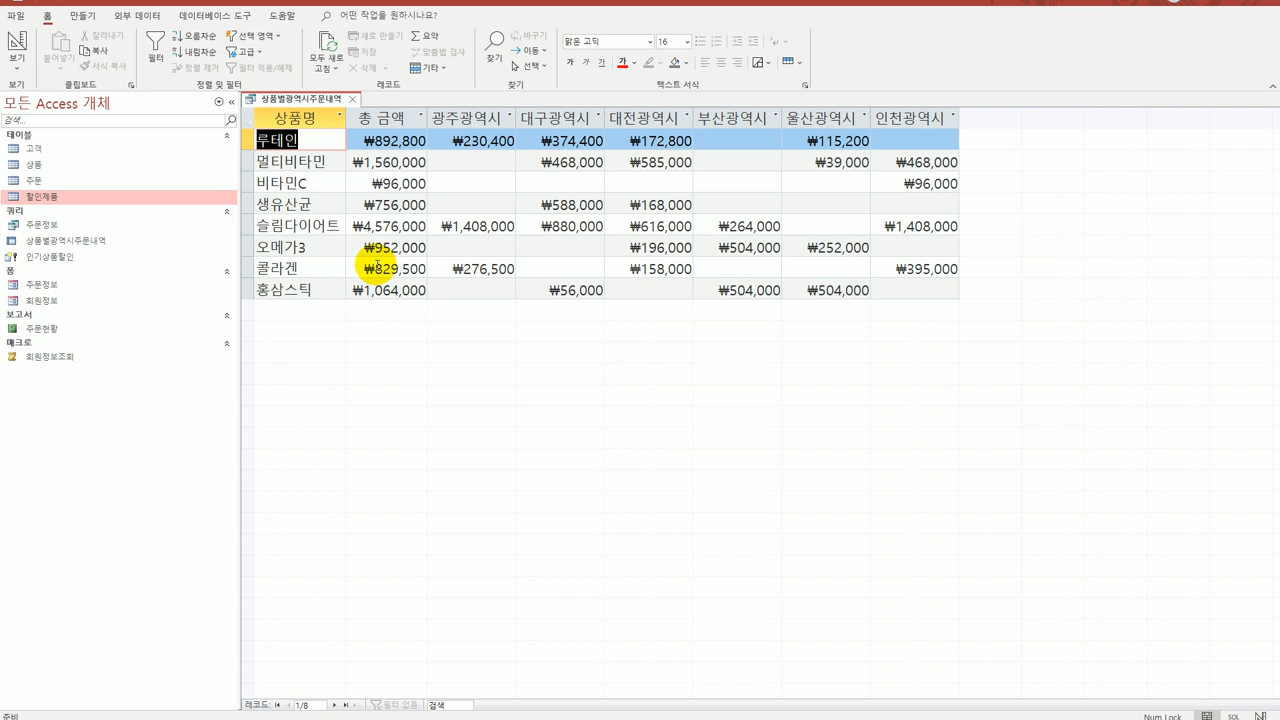 파일 홈 만들기 외부 데이터 데이터베이스 도구 도움말 어떤 작업을 원하시나요?
잘라내기 오름차순 선택 영역 새로 만들기 요약 바꾸기 맑은 고딕 16
보기 붙여넣기 복사 필터 내림차순 고급 모두 새로 고침 저장 맞춤법 검사 찾기 이동 가 가 가 가
서식 복사 정렬 제거 필터 적용/해제 삭제 기타 선택
보기 클립보드 정렬 및 필터 레코드 찾기 텍스트 서식
모든 Access 개체
검색...
테이블
고객
상품
주문
할인제품
쿼리
주문정보
상품별광역시주문내역
인기상품할인
폼
주문정보
회원정보
보고서
주문현황
매크로
회원정보조회
상품별광역시주문내역
상품명 총 금액 광주광역시 대구광역시 대전광역시 부산광역시 울산광역시 인천광역시
루테인 ₩892,800 ₩230,400 ₩374,400 ₩172,800 ₩115,200
멀티비타민 ₩1,560,000 ₩468,000 ₩585,000 ₩39,000 ₩468,000
비타민C ₩96,000 ₩96,000
생유산균 ₩756,000 ₩588,000 ₩168,000
슬림다이어트 ₩4,576,000 ₩1,408,000 ₩880,000 ₩616,000 ₩264,000 ₩1,408,000
오메가3 ₩952,000 ₩196,000 ₩504,000 ₩252,000
콜라겐 ₩829,500 ₩276,500 ₩158,000 ₩395,000
홍삼스틱 ₩1,064,000 ₩56,000 ₩504,000 ₩504,000
레코드: 1/8 필터 없음 검색
준비 Num Lock SQL